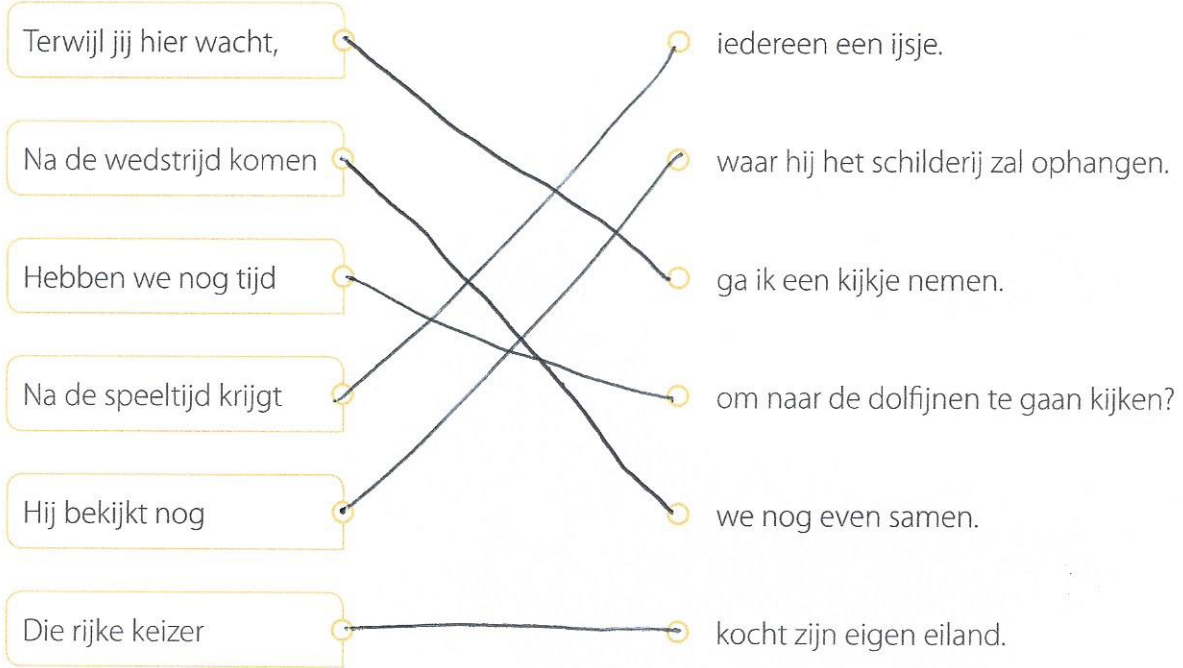 Terwijl jij hier wacht,
iedereen een ijsje.
Na de wedstrijd komen
waar hij het schilderij zal ophangen.
Hebben we nog tijd
ga ik een kijkje nemen.
Na de speeltijd krijgt
om naar de dolfijnen te gaan kijken?
Hij bekijkt nog
we nog even samen.
Die rijke keizer
kocht zijn eigen eiland.